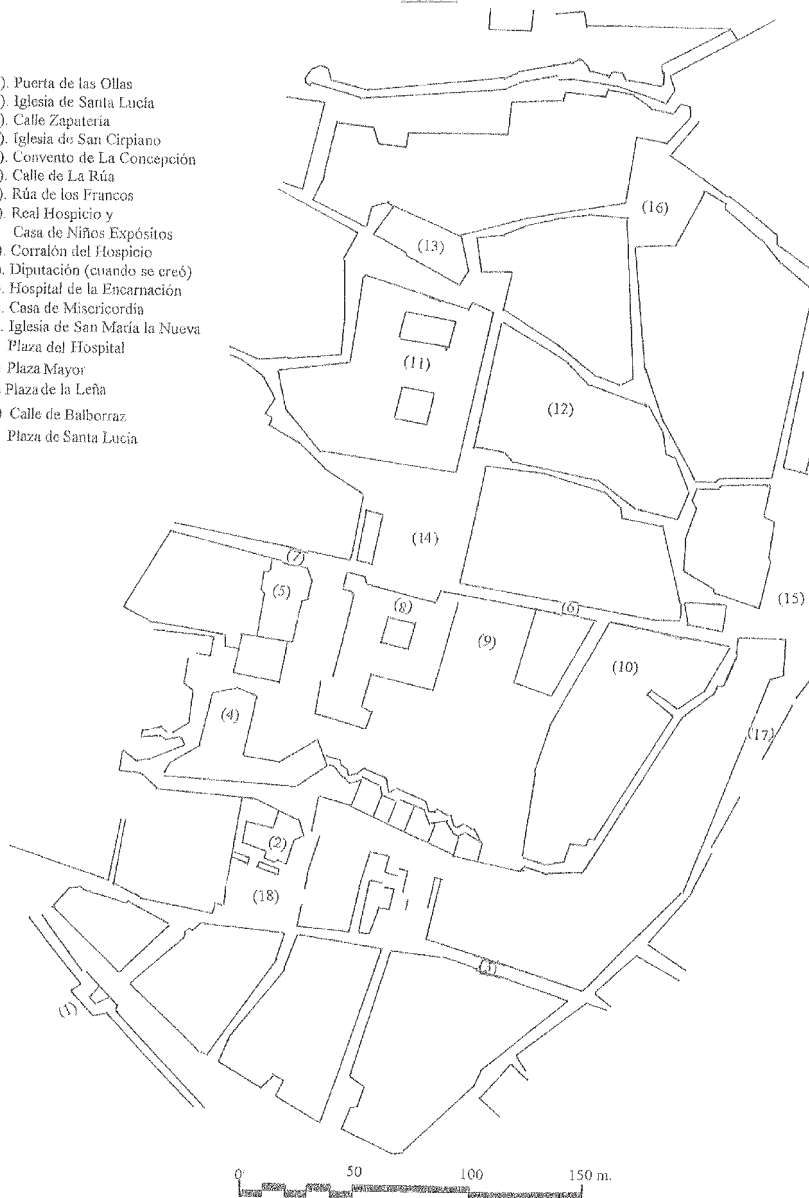 ). Puerta de las Ollas
). Iglesia de Santa Lucía
). Calle Zapatería
). Iglesia de San Cirpiano
). Convento de La Concepción
). Calle de La Rúa
). Rúa de los Francos
). Real Hospicio y
Casa de Niños Expósitos
). Corralón del Hospicio
). Diputación (cuando se creó)
. Hospital de la Encarnación
. Casa de Misericordia
. Iglesia de San María la Nueva
Plaza del Hospital
Plaza Mayor
Plaza de la Leña
) Calle de Balborraz
Plaza de Santa Lucía
(16)
(13)
(11)
(12)
(14)
(7)
(5)
(8)
(6)
(15)
(9)
(10)
(4)
(17)
(2)
(18)
(3)
(1)
0 50 100 150 m.